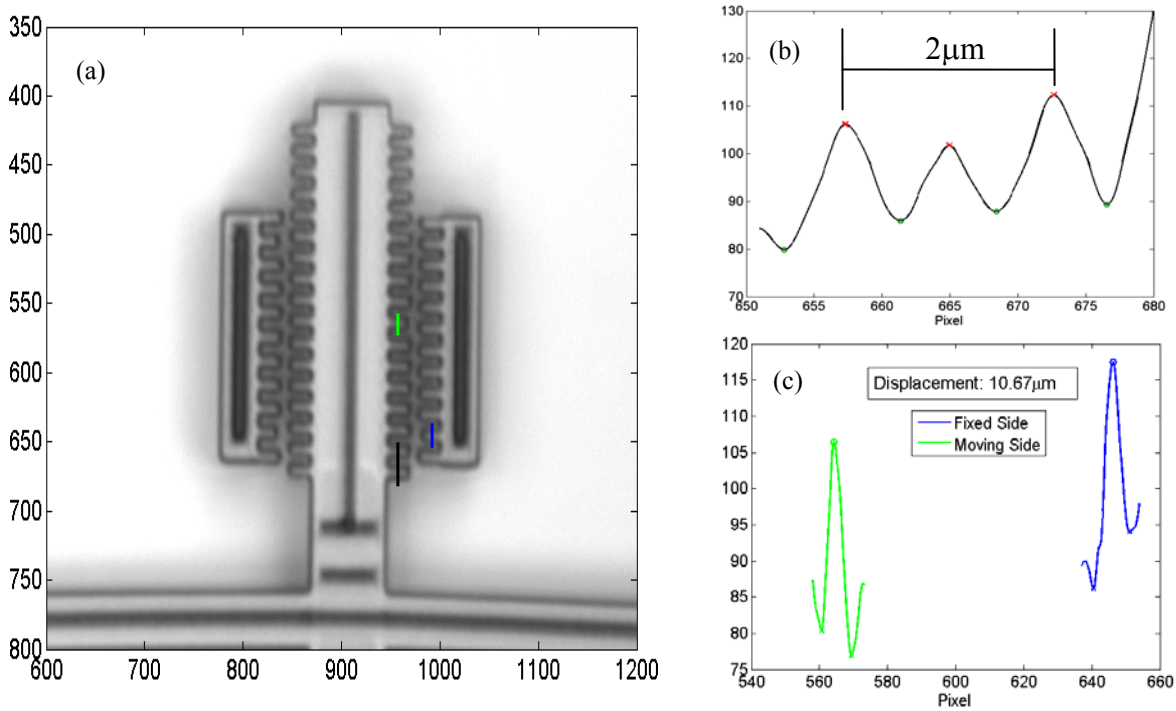 (a)
350
400
450
500
550
600
650
700
750
800
600 700 800 900 1000 1100 1200
(b)
2μm
130
120
110
100
90
80
70
650 655 660 665 670 675 680
Pixel
(c)
Displacement: 10.67μm
Fixed Side
Moving Side
120
115
110
105
100
95
90
85
80
75
540 560 580 600 620 640 660
Pixel